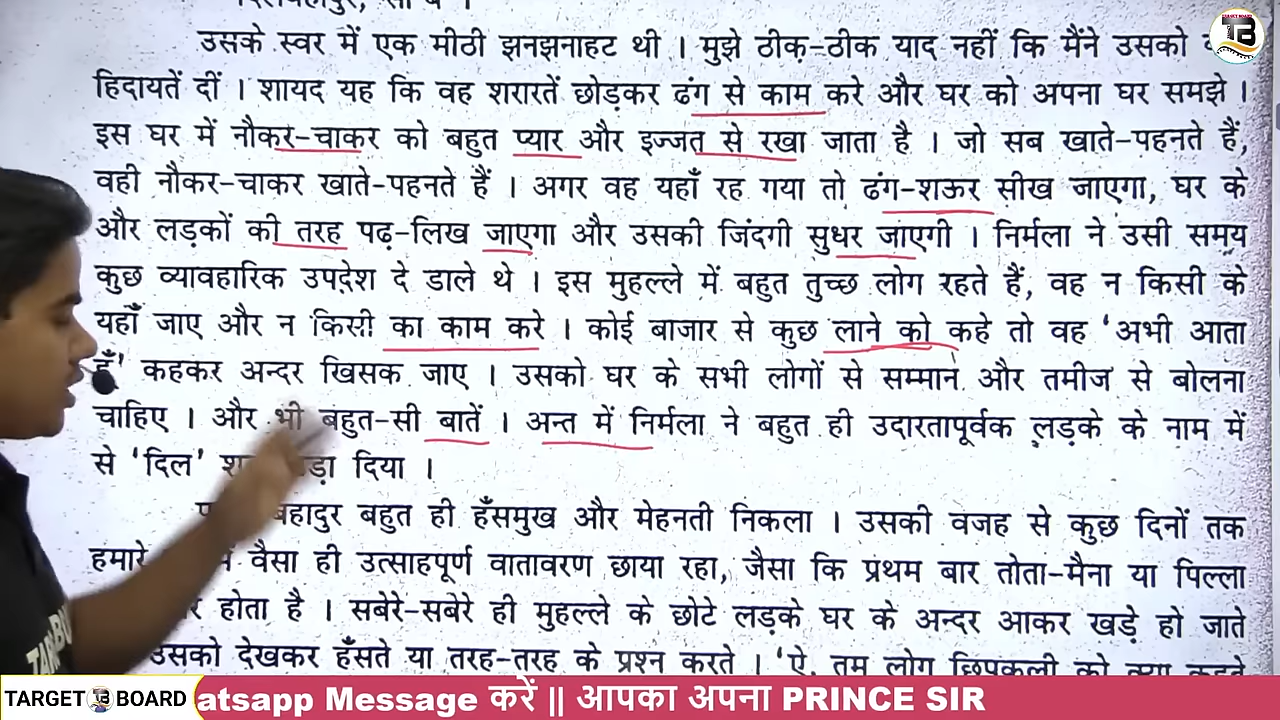 उसके स्वर में एक मीठी झनझनाहट थी । मुझे ठीक-ठीक याद नहीं कि मैंने उसको
हिदायतें दीं । शायद यह कि वह शरारतें छोड़कर ढंग से काम करे और घर को अपना घर समझे ।
इस घर में नौकर-चाकर को बहुत प्यार और इज्जत से रखा जाता है । जो सब खाते-पहनते हैं,
वही नौकर-चाकर खाते-पहनते हैं । अगर वह यहाँ रह गया तो ढंग-शऊर सीख जाएगा, घर के
और लड़कों की तरह पढ़-लिख जाएगा और उसकी जिंदगी सुधर जाएगी । निर्मला ने उसी समय
कुछ व्यावहारिक उपदेश दे डाले थे । इस मुहल्ले में बहुत तुच्छ लोग रहते हैं, वह न किसी के
यहाँ जाए और न किसी का काम करे । कोई बाजार से कुछ लाने को कहे तो वह ‘अभी आता
हूँ’ कहकर अन्दर खिसक जाए । उसको घर के सभी लोगों से सम्मान और तमीज से बोलना
चाहिए । और भी बहुत-सी बातें । अन्त में निर्मला ने बहुत ही उदारतापूर्वक लड़के के नाम में
से ‘दिल’ दिया ।
बहादुर बहुत ही हँसमुख और मेहनती निकला । उसकी वजह से कुछ दिनों तक
हमारे वैसा ही उत्साहपूर्ण वातावरण छाया रहा, जैसा कि प्रथम बार तोता-मैना या पिल्ला
होता है । सबेरे-सबेरे ही मुहल्ले के छोटे लड़के घर के अन्दर आकर खड़े हो जाते
उसको देखकर हँसते या तरह-तरह के प्रश्न करते । ‘ऐ, तुम लोग छिपकली को क्या कहते
TARGET BOARD atsapp Message करें || आपका अपना PRINCE SIR